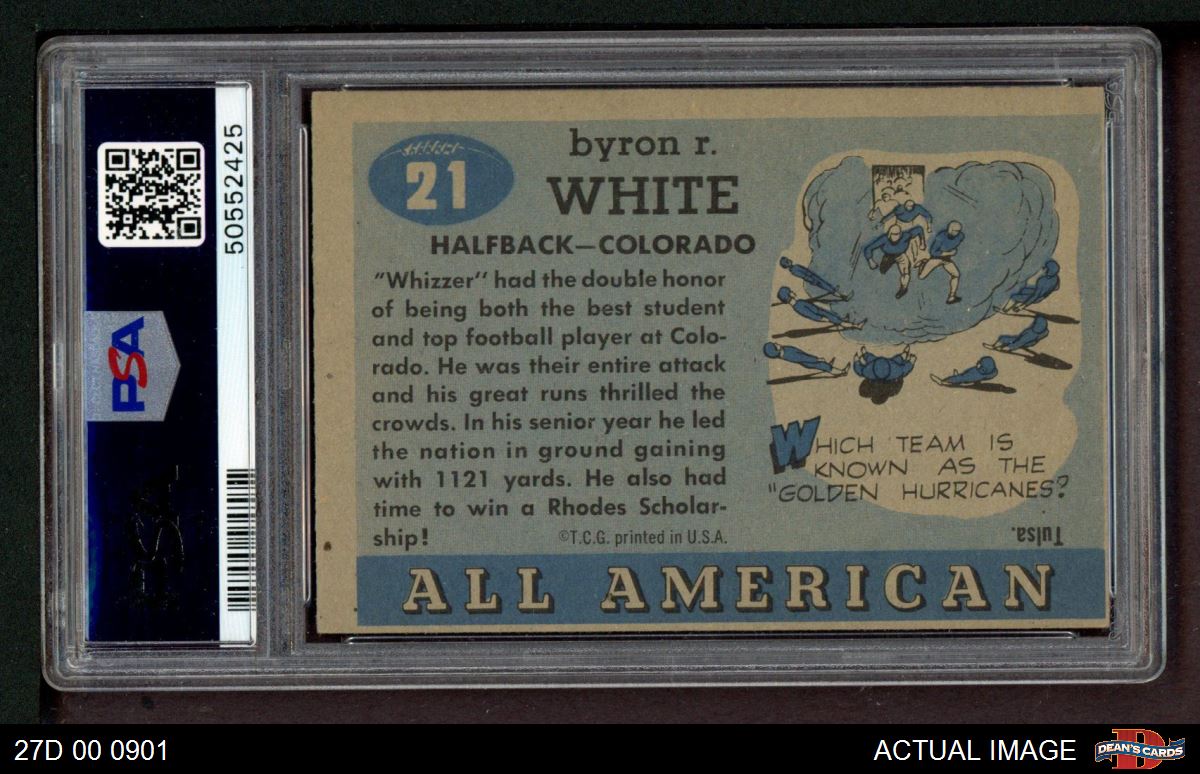 50552425
PSA
21
byron r.
WHITE
HALFBACK—COLORADO
"Whizzer" had the double honor
of being both the best student
and top football player at Colo-
rado. He was their entire attack
and his great runs thrilled the
crowds. In his senior year he led
the nation in ground gaining
with 1121 yards. He also had
time to win a Rhodes Scholar-
ship!
©T.C.G. printed in U.S.A.
WHICH TEAM IS
KNOWN AS THE
"GOLDEN HURRICANES?
Tulsa.
ALL AMERICAN
27D 00 0901
ACTUAL IMAGE
DEAN'S CARDS